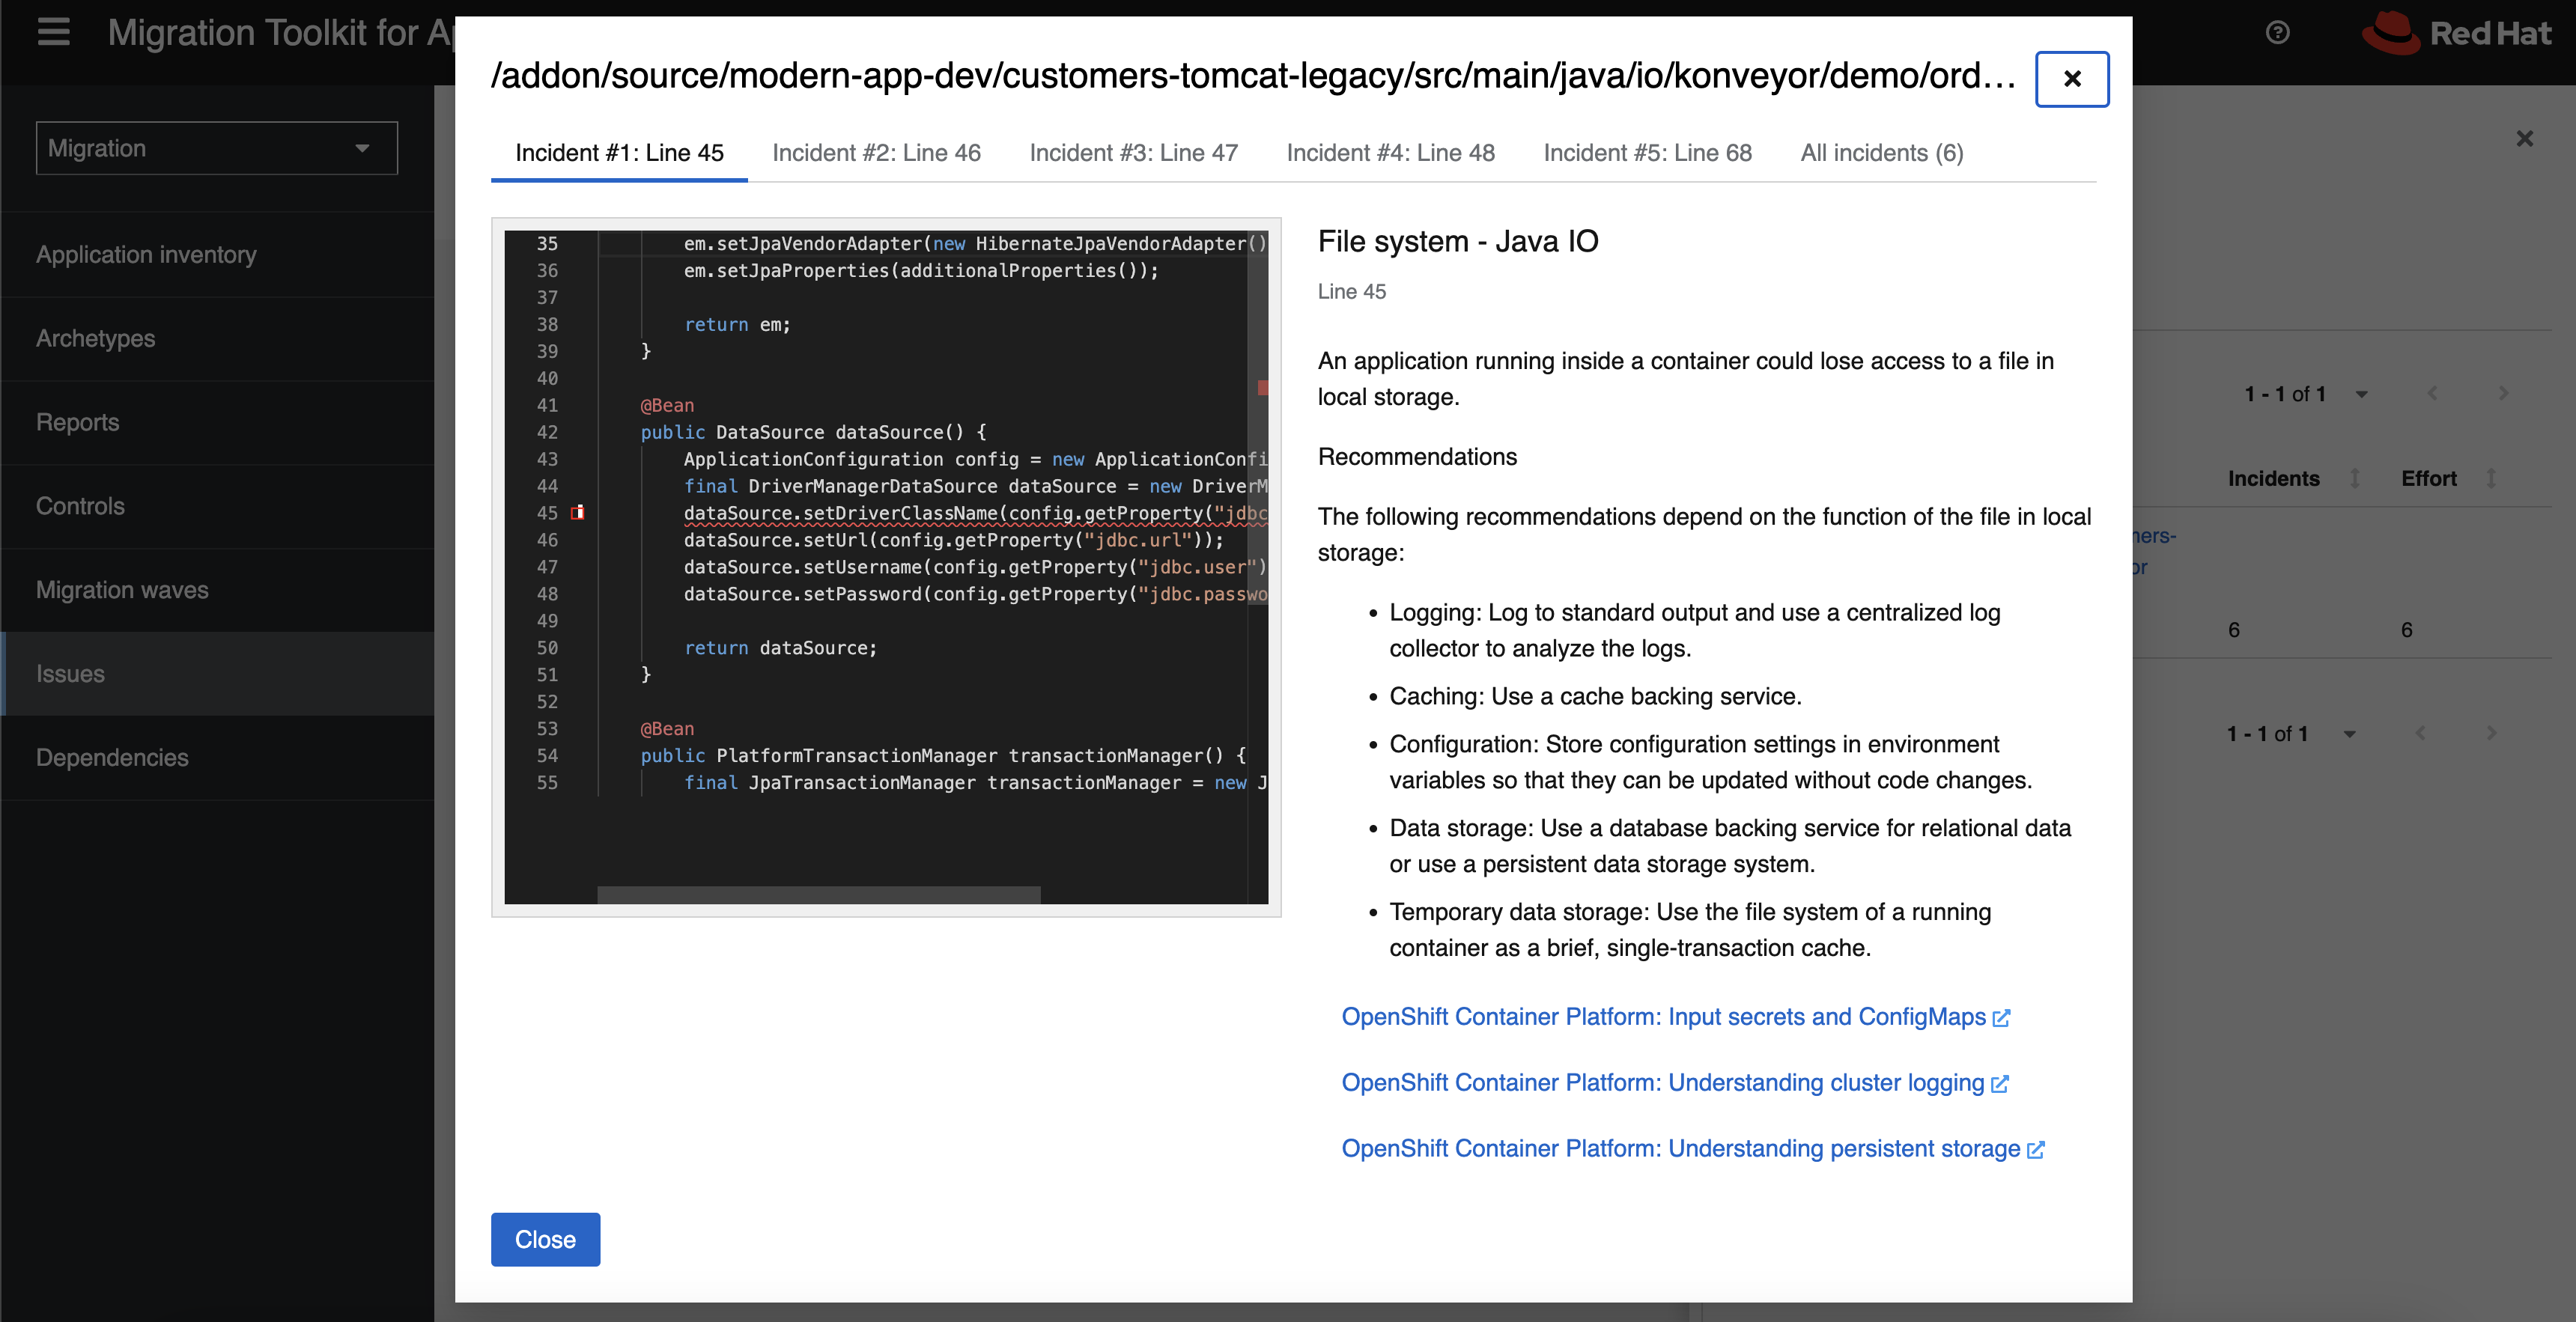 Migration Toolkit for Ap
Red Hat
Migration
Application inventory
Archetypes
Reports
Controls
Migration waves
Issues
Dependencies
/addon/source/modern-app-dev/customers-tomcat-legacy/src/main/java/io/konveyor/demo/ord...
Incident #1: Line 45
Incident #2: Line 46
Incident #3: Line 47
Incident #4: Line 48
Incident #5: Line 68
All incidents (6)
35 em.setJpaVendorAdapter(new HibernateJpaVendorAdapter()
36 em.setJpaProperties(additionalProperties());
37
38 return em;
39 }
40
41 @Bean
42 public DataSource dataSource() {
43 ApplicationConfiguration config = new ApplicationConfi
44 final DriverManagerDataSource dataSource = new DriverM
45 dataSource.setDriverClassName(config.getProperty("jdbc
46 dataSource.setUrl(config.getProperty("jdbc.url"));
47 dataSource.setUsername(config.getProperty("jdbc.user")
48 dataSource.setPassword(config.getProperty("jdbc.passwo
49
50 return dataSource;
51 }
52
53 @Bean
54 public PlatformTransactionManager transactionManager() {
55 final JpaTransactionManager transactionManager = new J
File system - Java IO
Line 45
An application running inside a container could lose access to a file in
local storage.
Recommendations
The following recommendations depend on the function of the file in local
storage:
• Logging: Log to standard output and use a centralized log
collector to analyze the logs.
• Caching: Use a cache backing service.
• Configuration: Store configuration settings in environment
variables so that they can be updated without code changes.
• Data storage: Use a database backing service for relational data
or use a persistent data storage system.
• Temporary data storage: Use the file system of a running
container as a brief, single-transaction cache.
OpenShift Container Platform: Input secrets and ConfigMaps
OpenShift Container Platform: Understanding cluster logging
OpenShift Container Platform: Understanding persistent storage
Close
1 - 1 of 1
Incidents
Effort
ners-
or
6
6
1 - 1 of 1